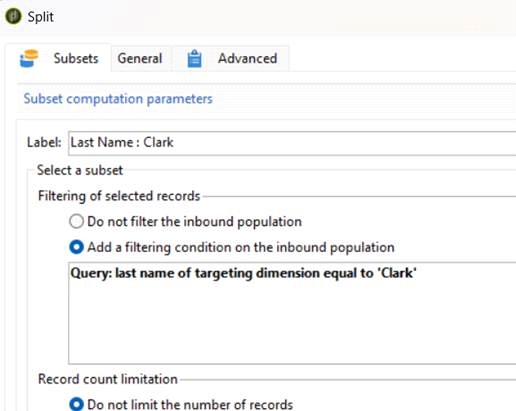 Split
Subsets General Advanced
Subset computation parameters
Label: Last Name : Clark
Select a subset
Filtering of selected records
Do not filter the inbound population
Add a filtering condition on the inbound population
Query: last name of targeting dimension equal to 'Clark'
Record count limitation
Do not limit the number of records